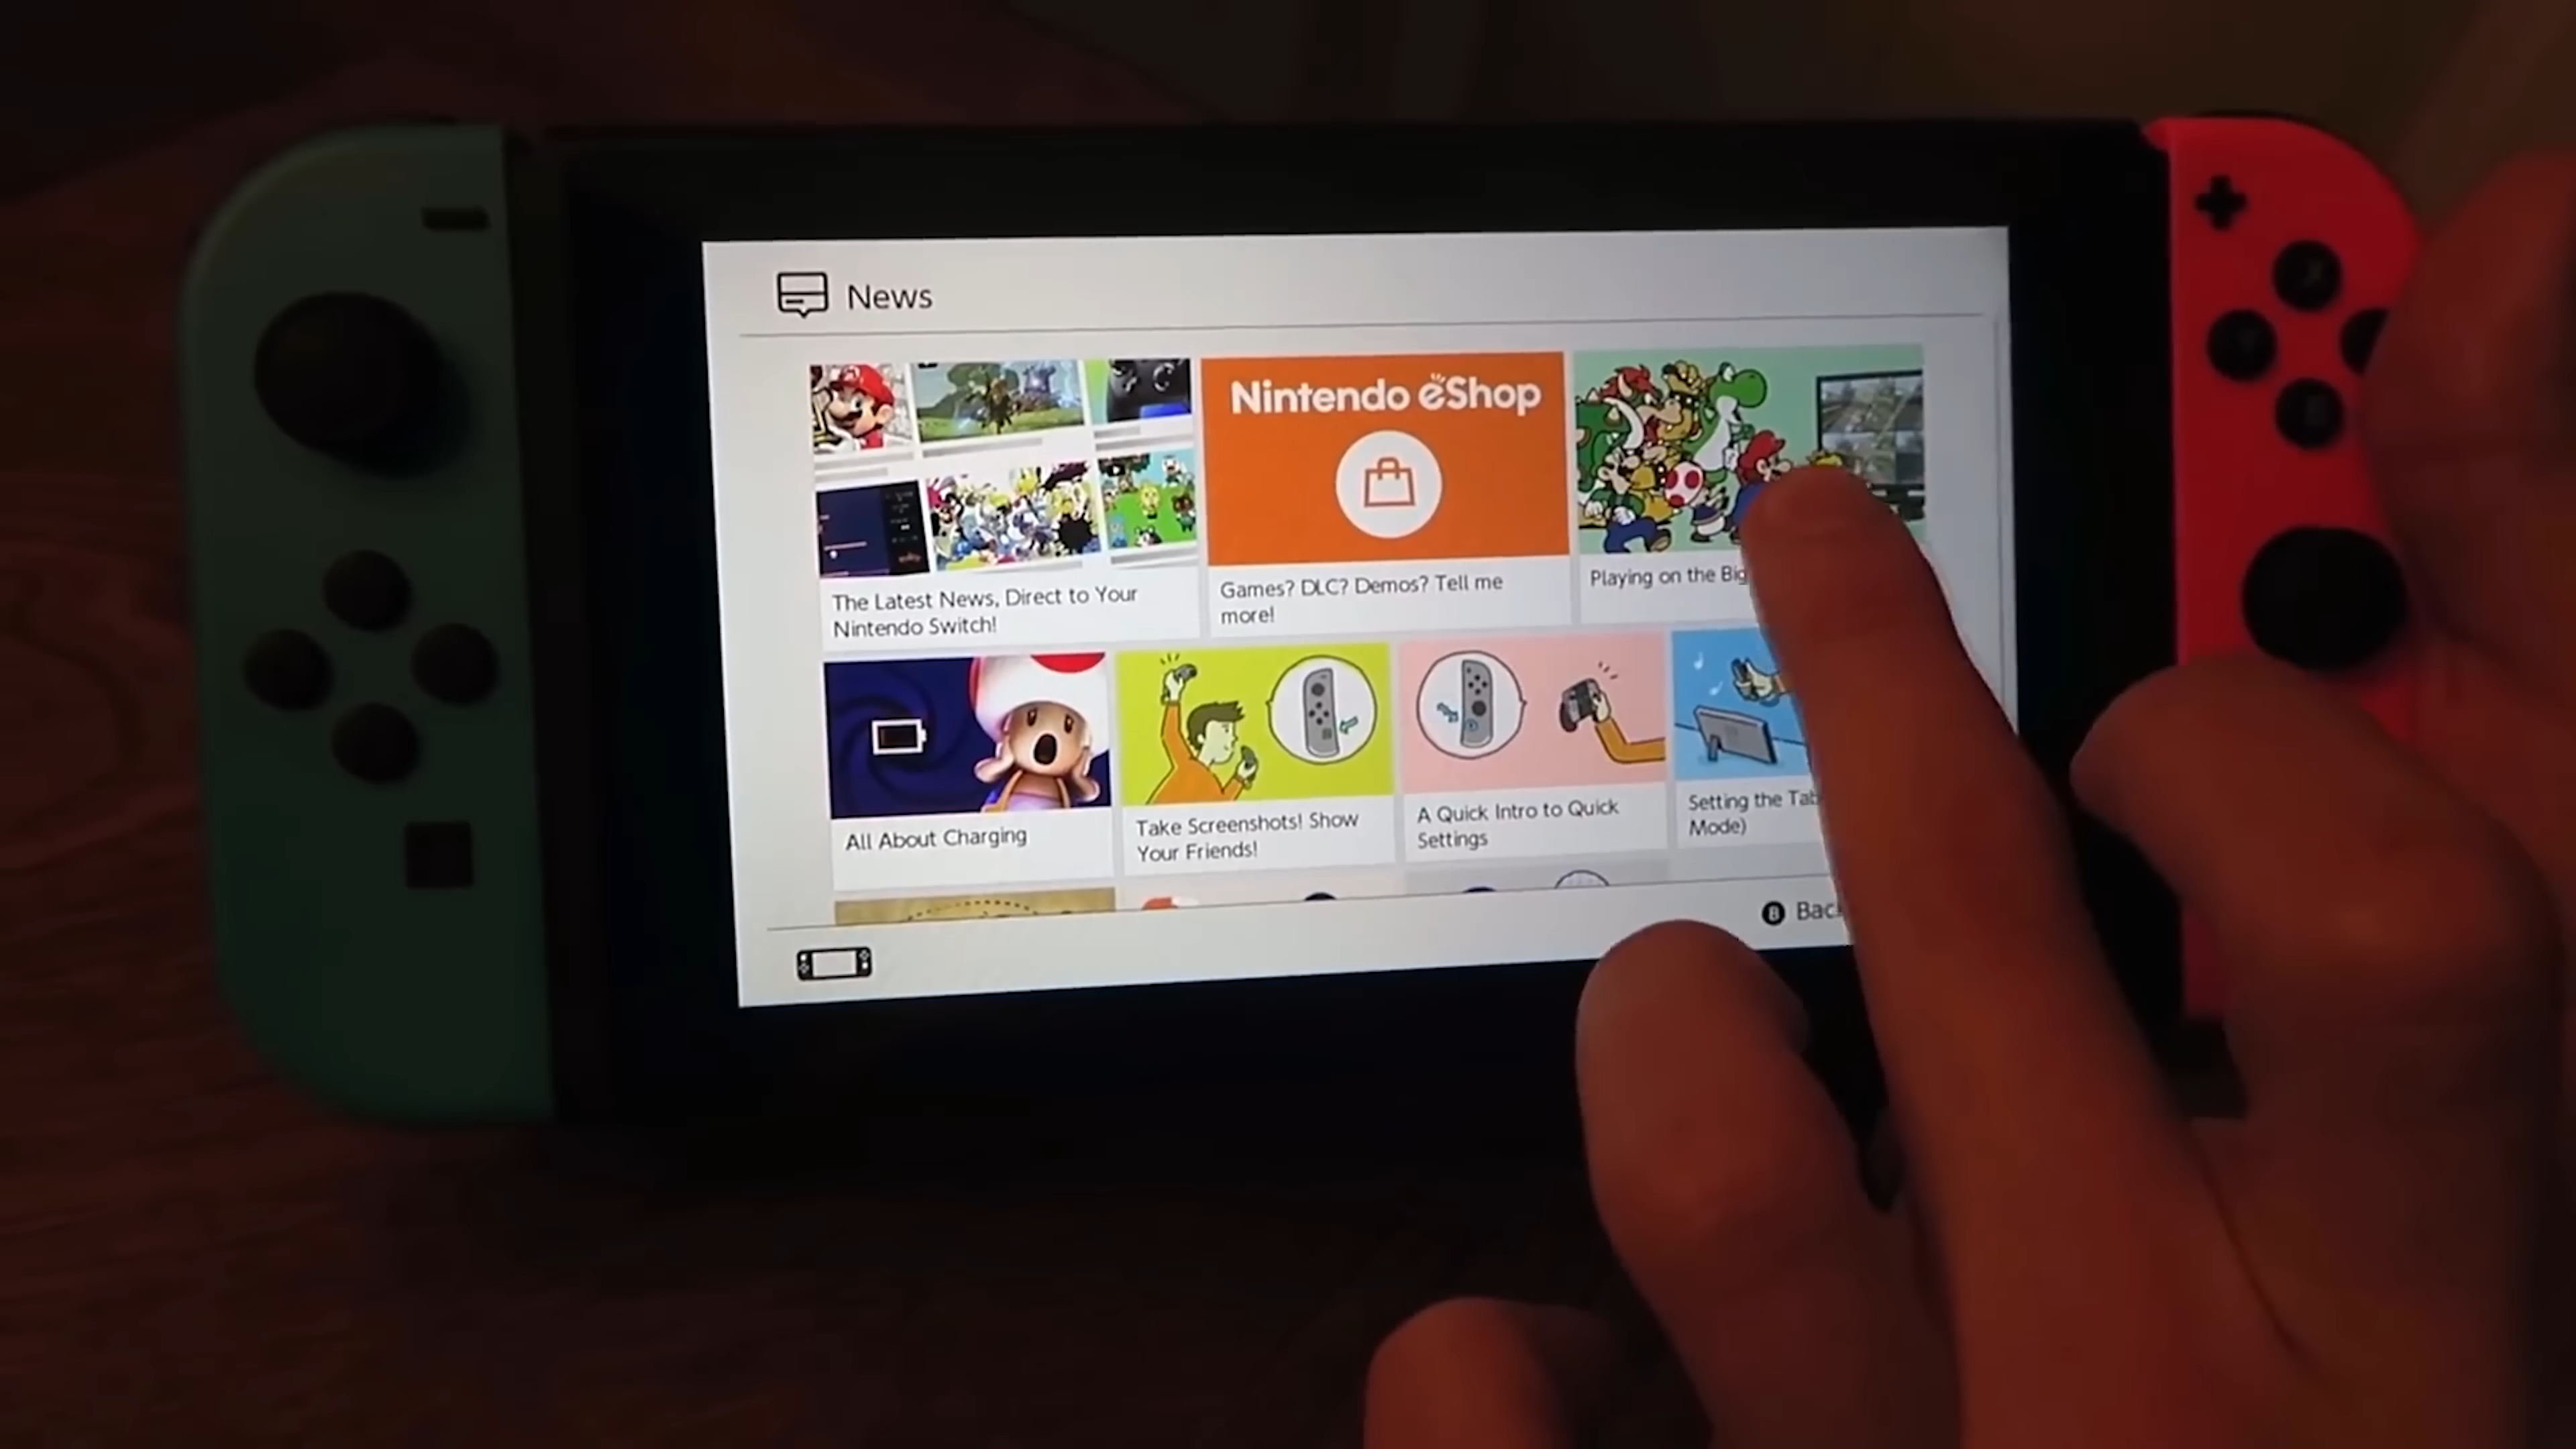 News
Nintendo eShop
The Latest News, Direct to Your
Nintendo Switch!
Games? DLC? Demos? Tell me
more!
Playing on the Big
All About Charging
Take Screenshots! Show
Your Friends!
A Quick Intro to Quick
Settings
Setting the
Mode)
B
X